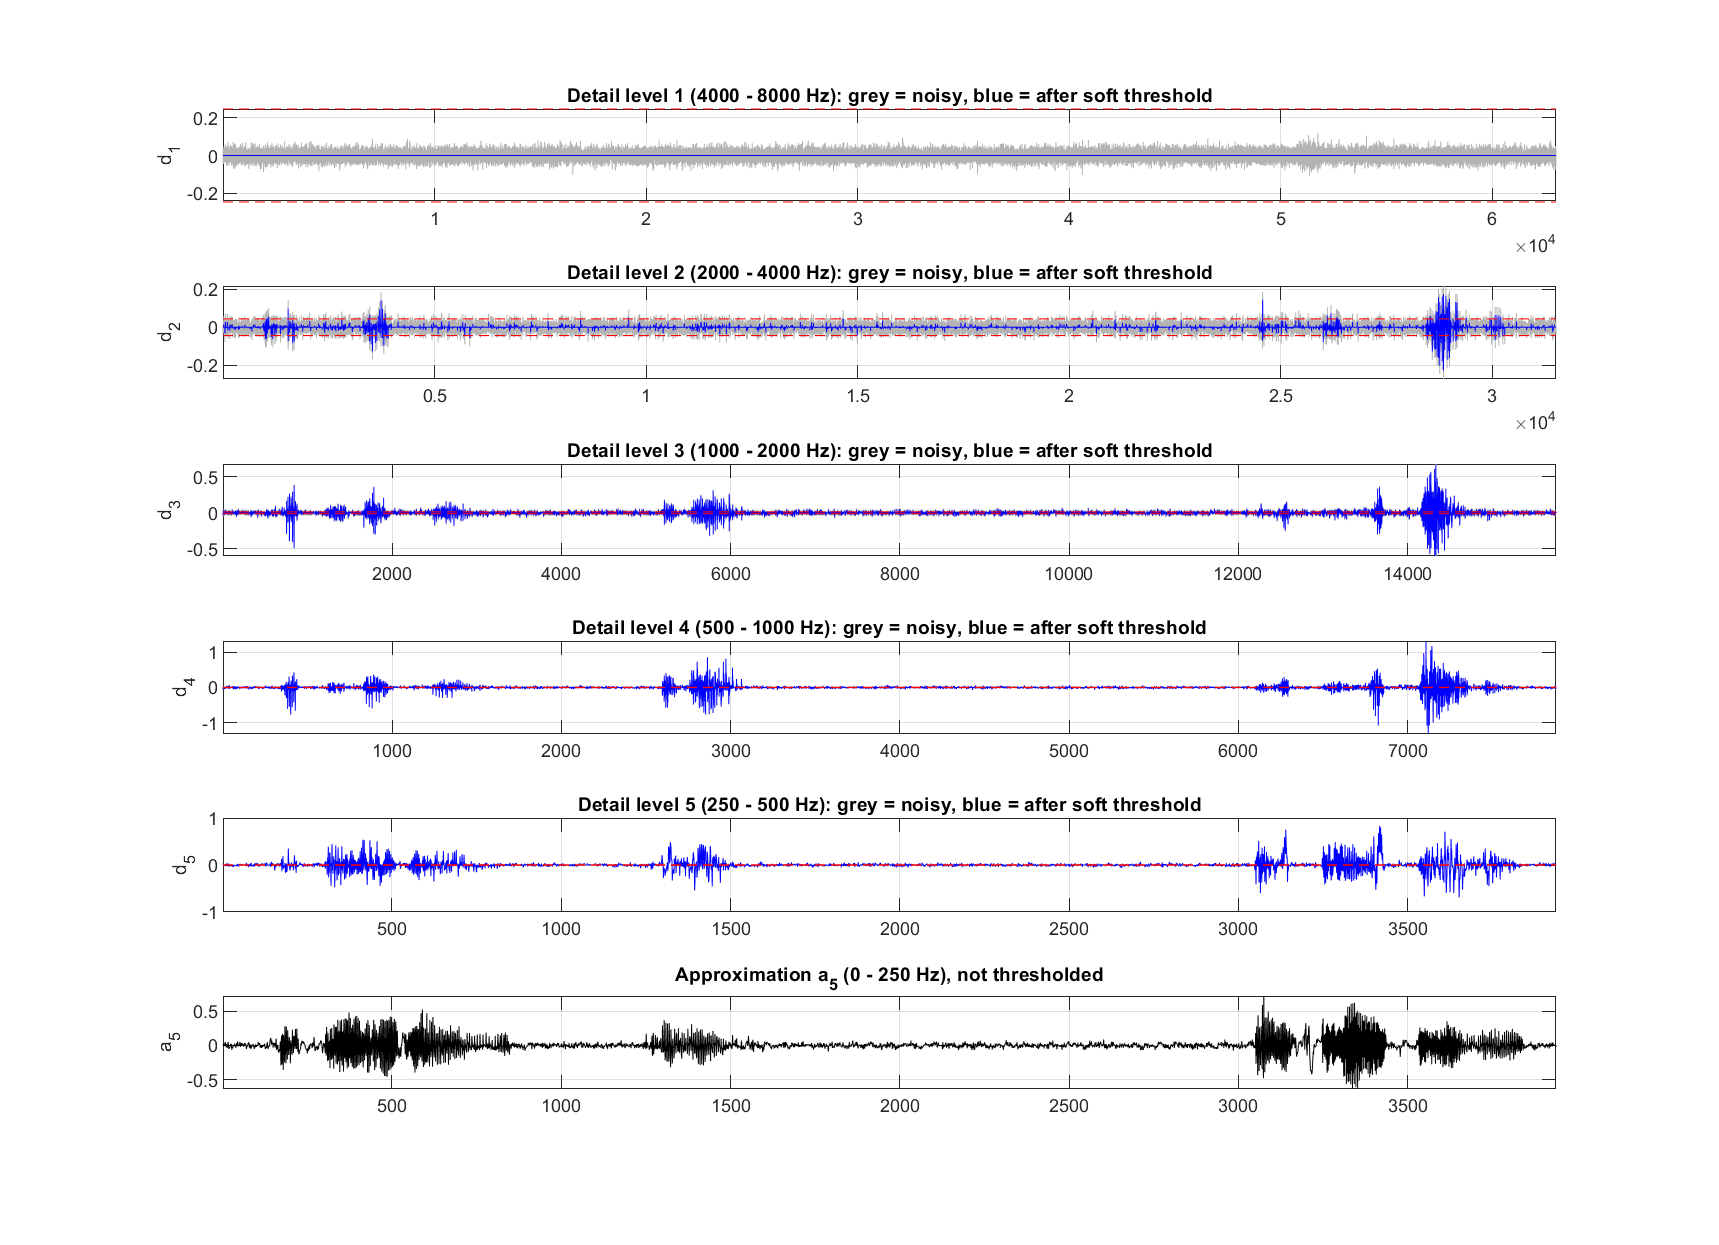 Detail level 1 (4000 - 8000 Hz): grey = noisy, blue = after soft threshold
0.2
0
-0.2
d1
1 2 3 4 5 6
×10^4
Detail level 2 (2000 - 4000 Hz): grey = noisy, blue = after soft threshold
0.2
0
-0.2
d2
0.5 1 1.5 2 2.5 3
×10^4
Detail level 3 (1000 - 2000 Hz): grey = noisy, blue = after soft threshold
0.5
0
-0.5
d3
2000 4000 6000 8000 10000 12000 14000
Detail level 4 (500 - 1000 Hz): grey = noisy, blue = after soft threshold
1
0
-1
d4
1000 2000 3000 4000 5000 6000 7000
Detail level 5 (250 - 500 Hz): grey = noisy, blue = after soft threshold
1
0
-1
d5
500 1000 1500 2000 2500 3000 3500
Approximation a5 (0 - 250 Hz), not thresholded
0.5
0
-0.5
a5
500 1000 1500 2000 2500 3000 3500